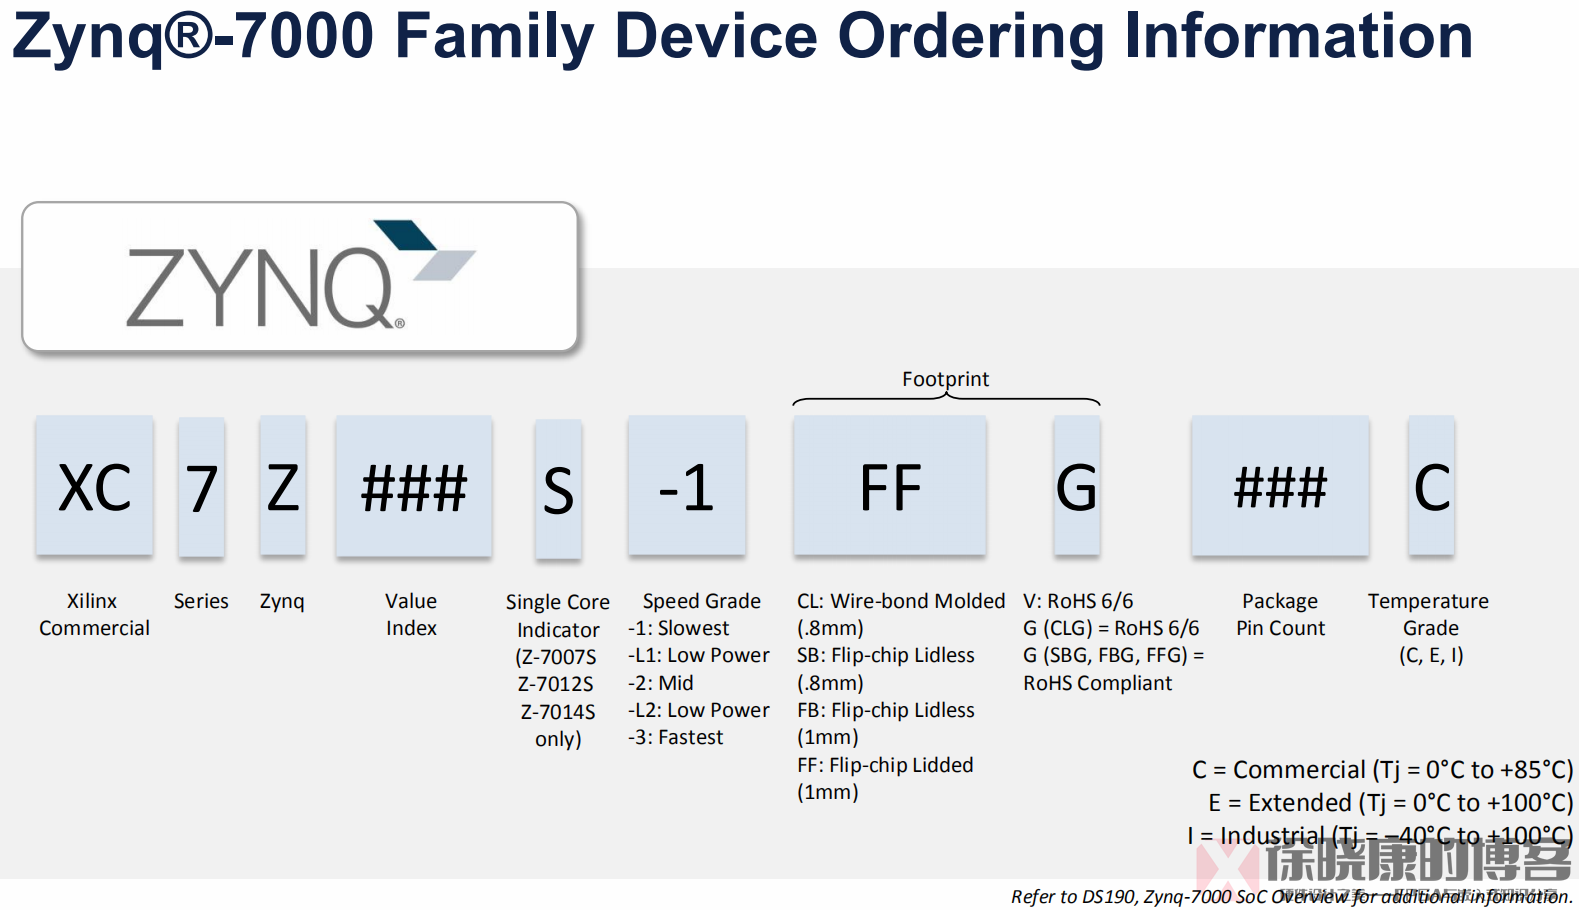 Zynq®-7000 Family Device Ordering Information
ZYNQ®
Footprint
XC 7 Z ### S -1 FF G ### C
Xilinx
Commercial
Series
Zynq
Value
Index
Single Core
Indicator
(Z-7007S
Z-7012S
Z-7014S
only)
Speed Grade
-1: Slowest
-L1: Low Power
-2: Mid
-L2: Low Power
-3: Fastest
CL: Wire-bond Molded
(.8mm)
SB: Flip-chip Lidless
(.8mm)
FB: Flip-chip Lidless
(1mm)
FF: Flip-chip Lidded
(1mm)
V: RoHS 6/6
G (CLG) = RoHS 6/6
G (SBG, FBG, FFG) =
RoHS Compliant
Package
Pin Count
Temperature
Grade
(C, E, I)
C = Commercial (Tj = 0°C to +85°C)
E = Extended (Tj = 0°C to +100°C)
I = Industrial (Tj = –40°C to +100°C)
徐晓康的博客
Refer to DS190, Zynq-7000 SoC Overview for additional information.